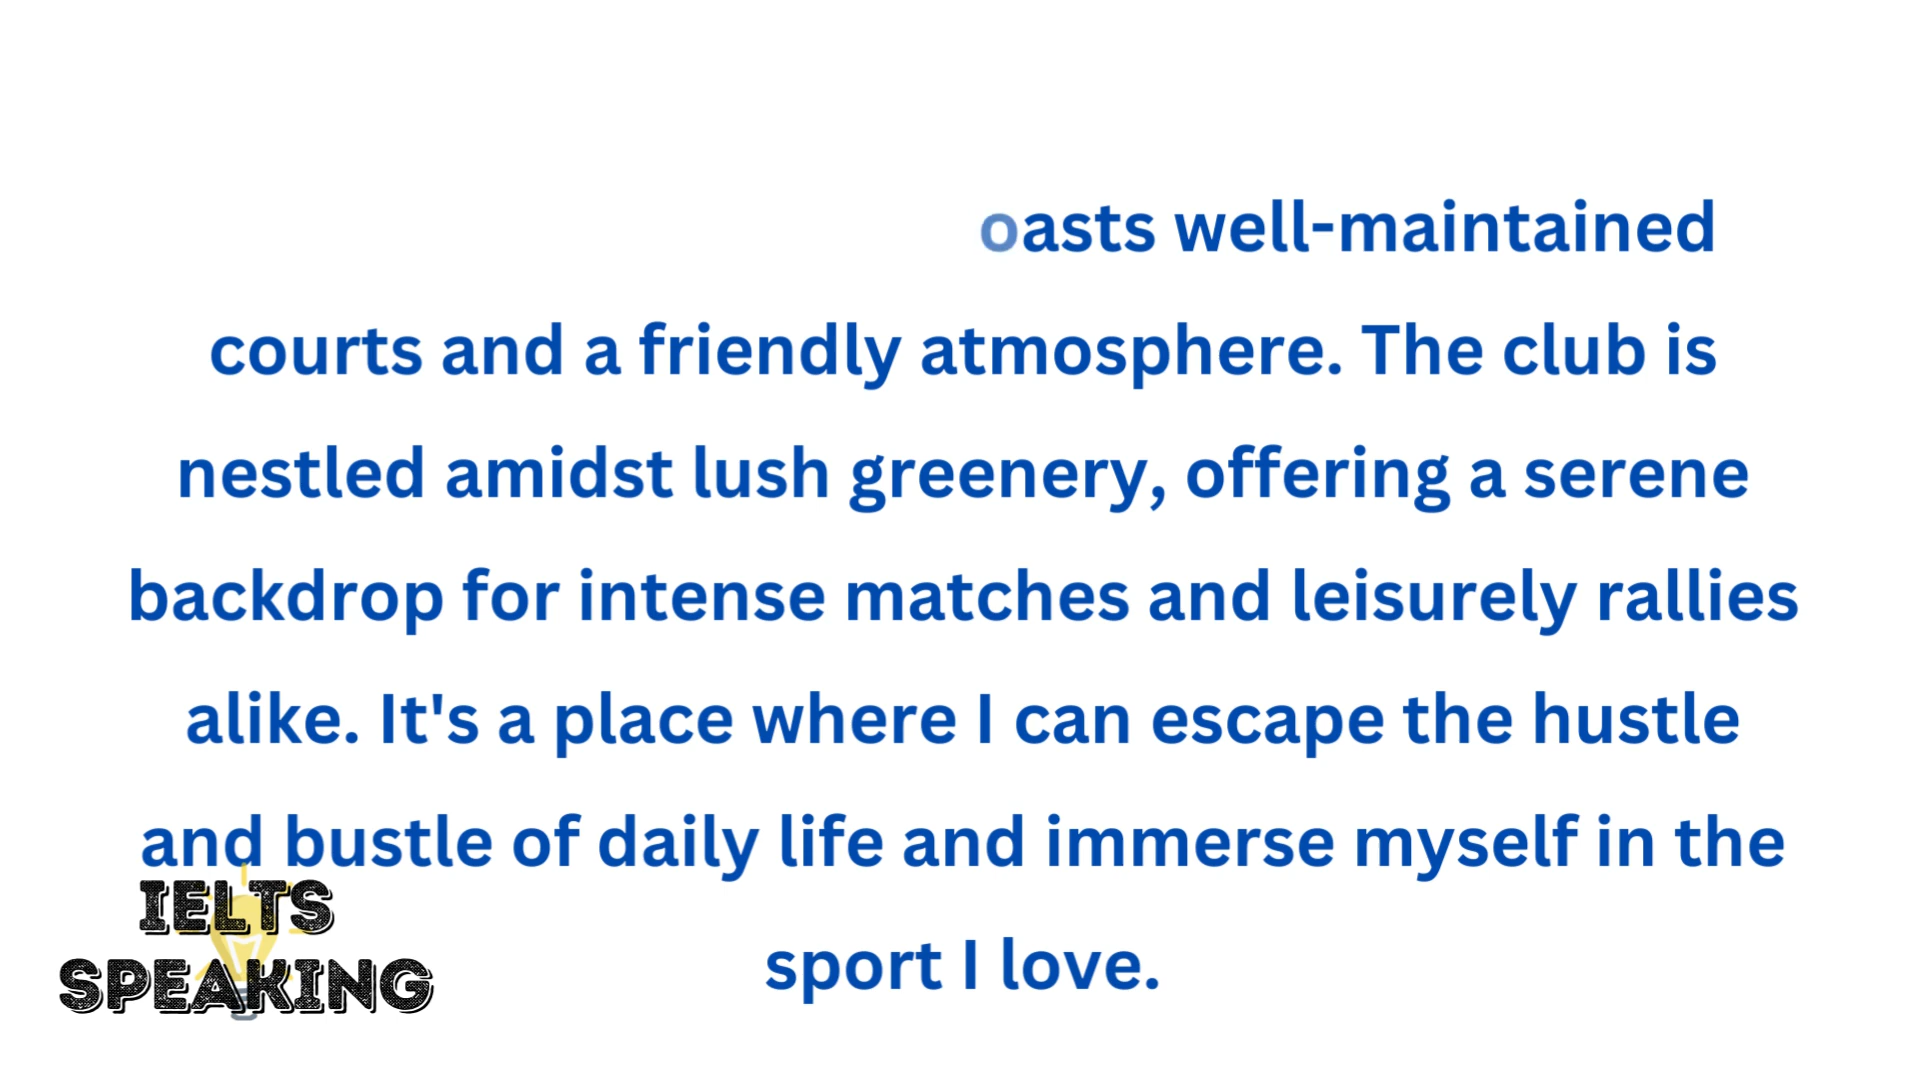 oasts well-maintained
courts and a friendly atmosphere. The club is
nestled amidst lush greenery, offering a serene
backdrop for intense matches and leisurely rallies
alike. It's a place where I can escape the hustle
and bustle of daily life and immerse myself in the
sport I love.
IELTS
SPEAKING